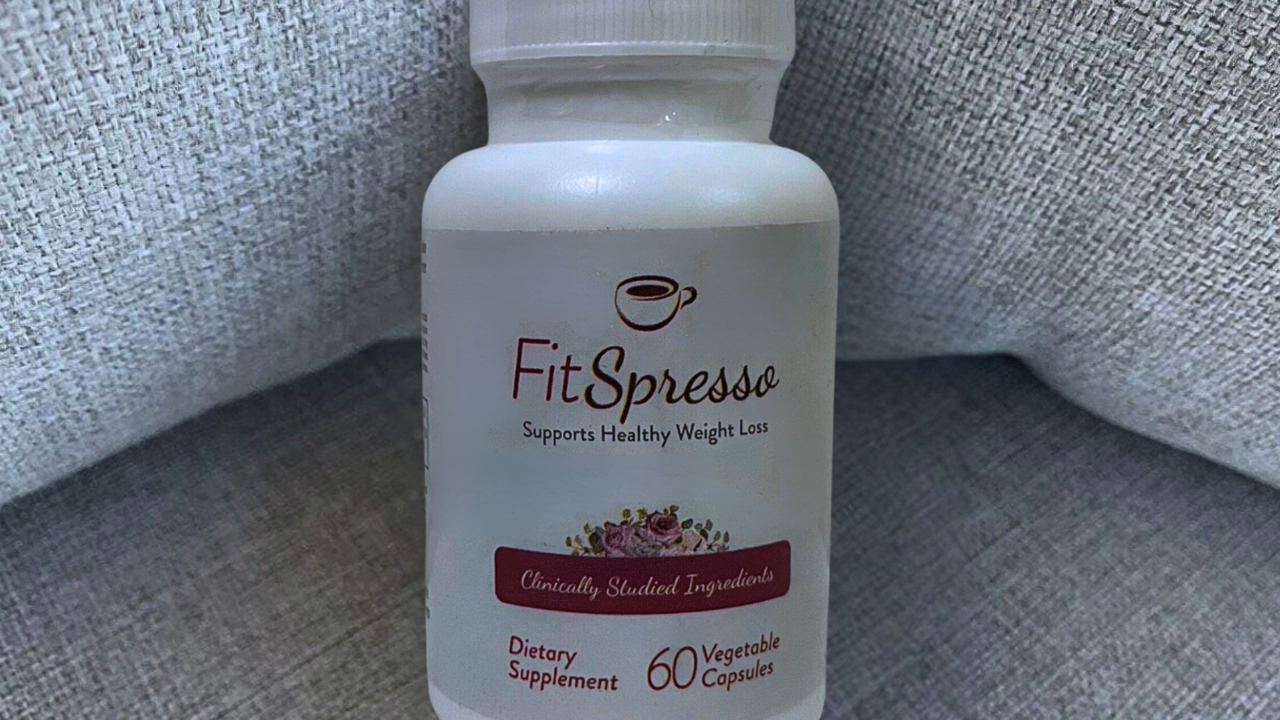 FitSpresso
Supports Healthy Weight Loss
Clinically Studied Ingredients
Dietary
Supplement
60 Vegetable
Capsules